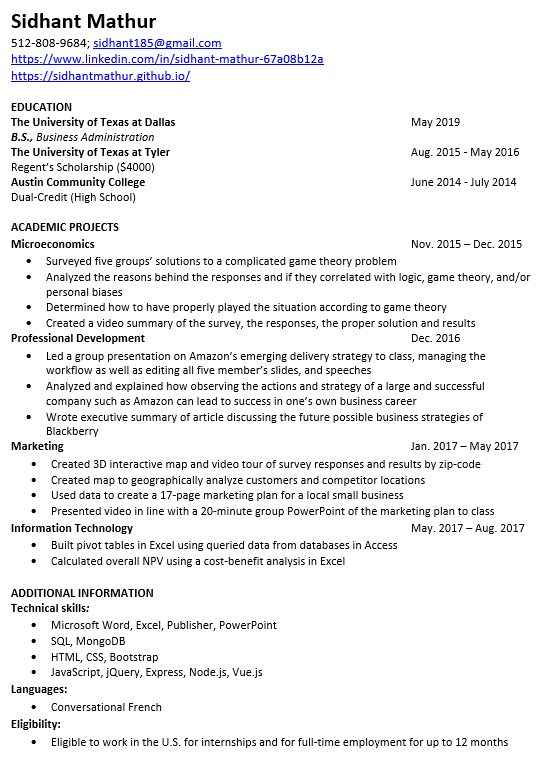 Sidhant Mathur
512-808-9684; sidhant185@gmail.com
https://www.linkedin.com/in/sidhant-mathur-67a08b12a
https://sidhantmathur.github.io/
EDUCATION
The University of Texas at Dallas May 2019
B.S., Business Administration
The University of Texas at Tyler Aug. 2015 - May 2016
Regent's Scholarship ($4000)
Austin Community College June 2014 - July 2014
Dual-Credit (High School)
ACADEMIC PROJECTS
Microeconomics Nov. 2015 – Dec. 2015
• Surveyed five groups' solutions to a complicated game theory problem
• Analyzed the reasons behind the responses and if they correlated with logic, game theory, and/or
personal biases
• Determined how to have properly played the situation according to game theory
• Created a video summary of the survey, the responses, the proper solution and results
Professional Development Dec. 2016
• Led a group presentation on Amazon's emerging delivery strategy to class, managing the
workflow as well as editing all five member's slides, and speeches
• Analyzed and explained how observing the actions and strategy of a large and successful
company such as Amazon can lead to success in one's own business career
• Wrote executive summary of article discussing the future possible business strategies of
Blackberry
Marketing Jan. 2017 – May 2017
• Created 3D interactive map and video tour of survey responses and results by zip-code
• Created map to geographically analyze customers and competitor locations
• Used data to create a 17-page marketing plan for a local small business
• Presented video in line with a 20-minute group PowerPoint of the marketing plan to class
Information Technology May. 2017 – Aug. 2017
• Built pivot tables in Excel using queried data from databases in Access
• Calculated overall NPV using a cost-benefit analysis in Excel
ADDITIONAL INFORMATION
Technical skills:
• Microsoft Word, Excel, Publisher, PowerPoint
• SQL, MongoDB
• HTML, CSS, Bootstrap
• JavaScript, jQuery, Express, Node.js, Vue.js
Languages:
• Conversational French
Eligibility:
• Eligible to work in the U.S. for internships and for full-time employment for up to 12 months